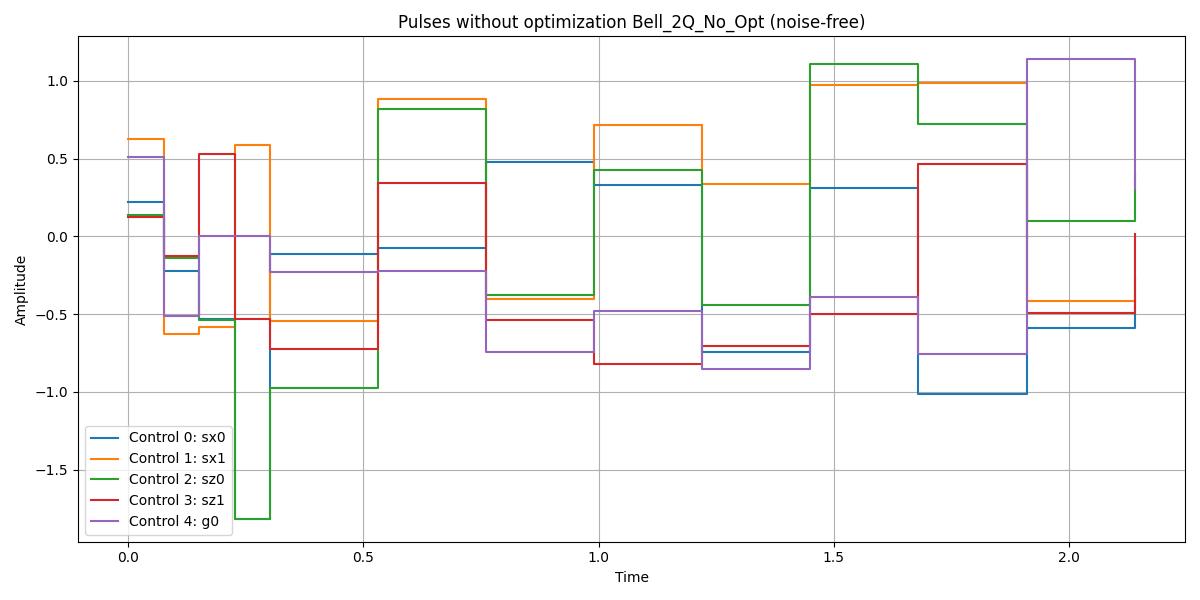 Pulses without optimization Bell_2Q_No_Opt (noise-free)
1.0
0.5
0.0
−0.5
−1.0
−1.5
Amplitude
Control 0: sx0
Control 1: sx1
Control 2: sz0
Control 3: sz1
Control 4: g0
0.0 0.5 1.0 1.5 2.0
Time